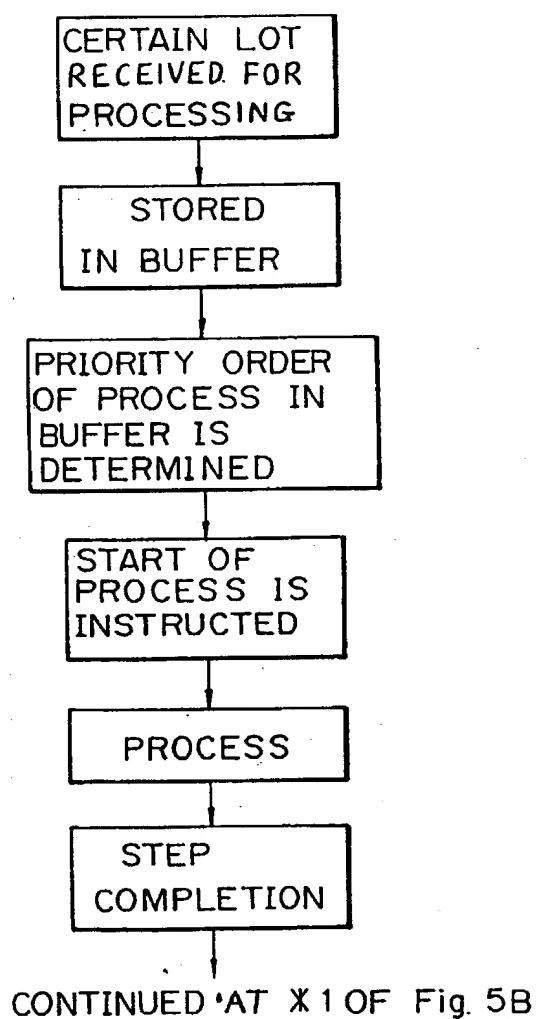 CERTAIN LOT
RECEIVED FOR
PROCESSING
STORED
IN BUFFER
PRIORITY ORDER
OF PROCESS IN
BUFFER IS
DETERMINED
START OF
PROCESS IS
INSTRUCTED
PROCESS
STEP
COMPLETION
CONTINUED AT ※1 OF Fig. 5B